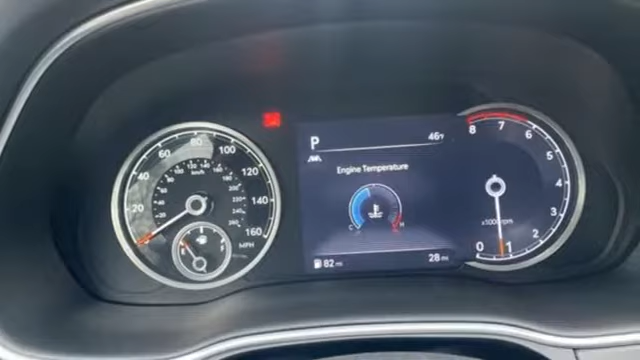 P 46°F
Engine Temperature
C H
82 mi 28 mi
20 40 60 80 100 120 140 160
MPH
0 1 2 3 4 5 6 7 8
x1000rpm